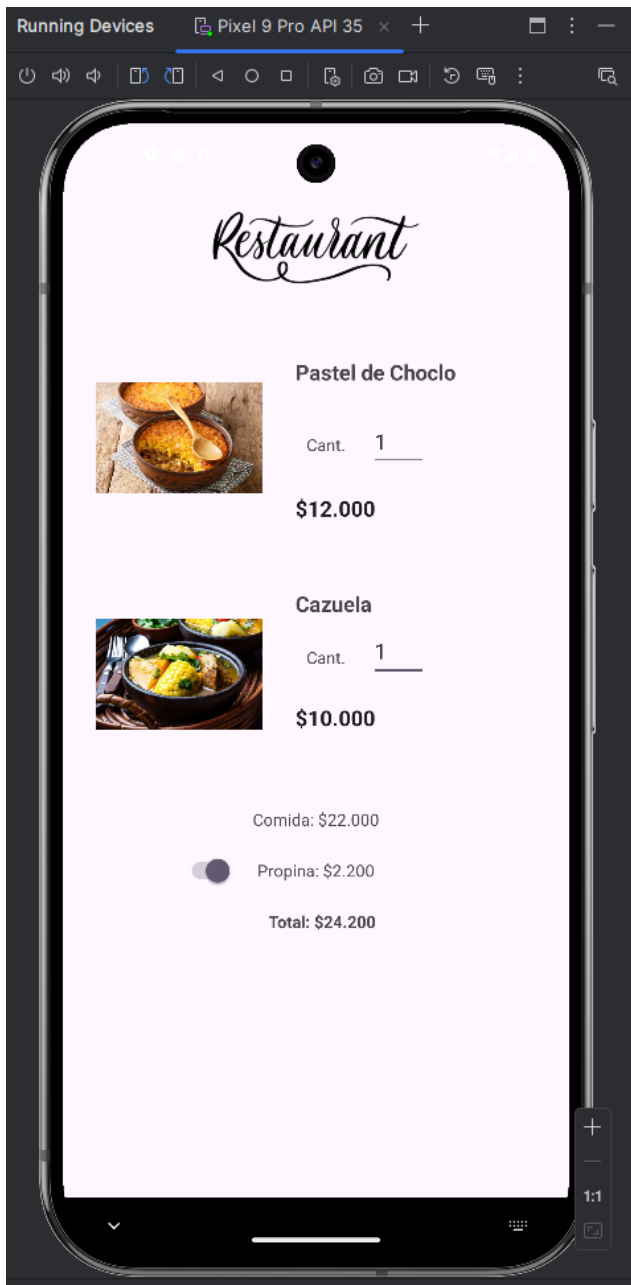 Running Devices
Pixel 9 Pro API 35
Restaurant
Pastel de Choclo
Cant. 1
$12.000
Cazuela
Cant. 1
$10.000
Comida: $22.000
Propina: $2.200
Total: $24.200
1:1